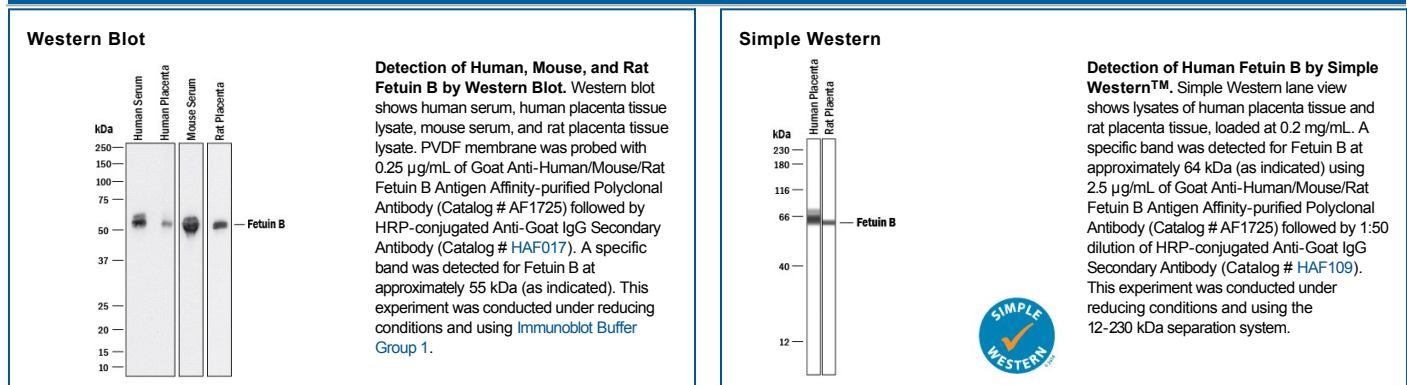 Western Blot
Human Serum
Human Placenta
Mouse Serum
Rat Placenta
kDa
250
150
100
75
50
37
25
20
15
10
Fetuin B
Detection of Human, Mouse, and Rat
Fetuin B by Western Blot. Western blot
shows human serum, human placenta tissue
lysate, mouse serum, and rat placenta tissue
lysate. PVDF membrane was probed with
0.25 µg/mL of Goat Anti-Human/Mouse/Rat
Fetuin B Antigen Affinity-purified Polyclonal
Antibody (Catalog # AF1725) followed by
HRP-conjugated Anti-Goat IgG Secondary
Antibody (Catalog # HAF017). A specific
band was detected for Fetuin B at
approximately 55 kDa (as indicated). This
experiment was conducted under reducing
conditions and using Immunoblot Buffer
Group 1.
Simple Western
Human Placenta
Rat Plaenta
kDa
230
180
116
66
40
12
Fetuin B
SIMPLE
WESTERN
Detection of Human Fetuin B by Simple
Western™. Simple Western lane view
shows lysates of human placenta tissue and
rat placenta tissue, loaded at 0.2 mg/mL. A
specific band was detected for Fetuin B at
approximately 64 kDa (as indicated) using
2.5 µg/mL of Goat Anti-Human/Mouse/Rat
Fetuin B Antigen Affinity-purified Polyclonal
Antibody (Catalog # AF1725) followed by 1:50
dilution of HRP-conjugated Anti-Goat IgG
Secondary Antibody (Catalog # HAF109).
This experiment was conducted under
reducing conditions and using the
12-230 kDa separation system.